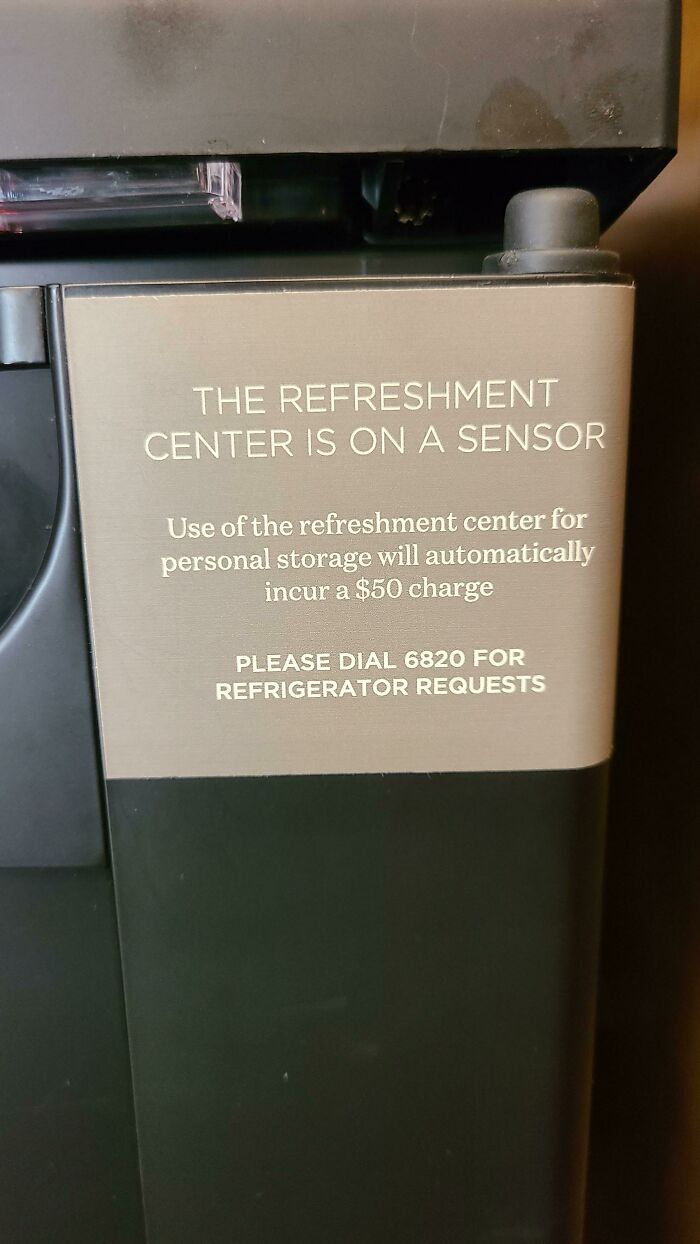 THE REFRESHMENT
CENTER IS ON A SENSOR
Use of the refreshment center for
personal storage will automatically
incur a $50 charge
PLEASE DIAL 6820 FOR
REFRIGERATOR REQUESTS